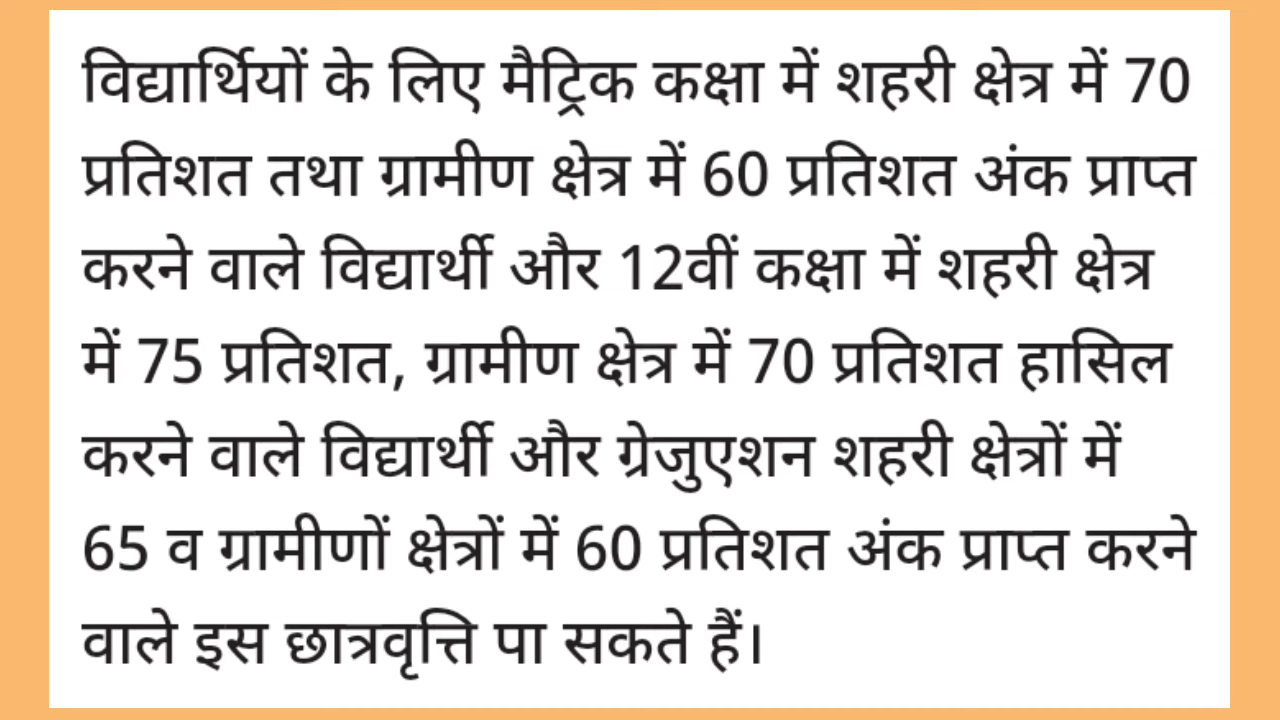 विद्यार्थियों के लिए मैट्रिक कक्षा में शहरी क्षेत्र में 70
प्रतिशत तथा ग्रामीण क्षेत्र में 60 प्रतिशत अंक प्राप्त
करने वाले विद्यार्थी और 12वीं कक्षा में शहरी क्षेत्र
में 75 प्रतिशत, ग्रामीण क्षेत्र में 70 प्रतिशत हासिल
करने वाले विद्यार्थी और ग्रेजुएशन शहरी क्षेत्रों में
65 व ग्रामीणों क्षेत्रों में 60 प्रतिशत अंक प्राप्त करने
वाले इस छात्रवृत्ति पा सकते हैं।